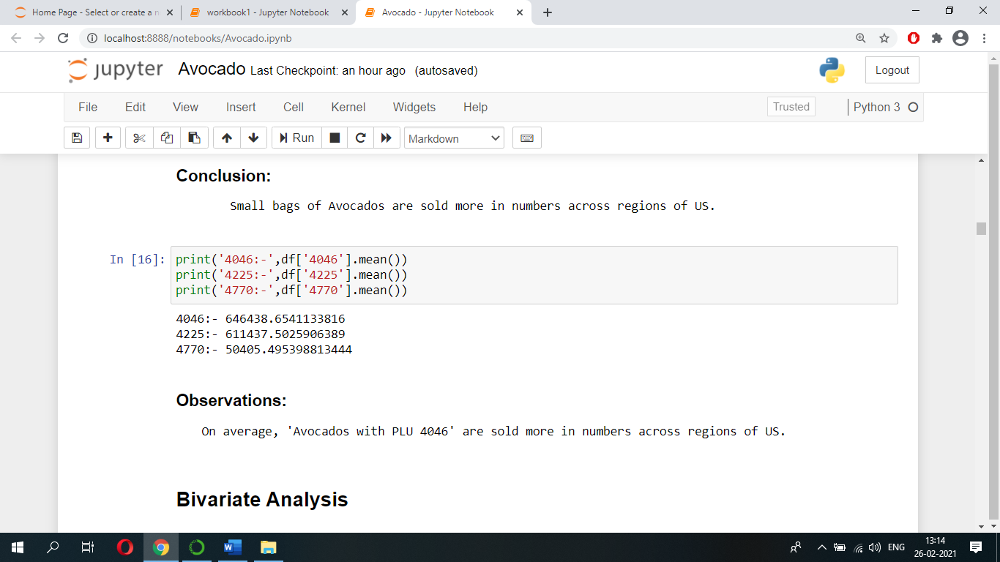 Home Page - Select or create a n
workbook1 - Jupyter Notebook
Avocado - Jupyter Notebook
localhost:8888/notebooks/Avocado.ipynb
jupyter Avocado Last Checkpoint: an hour ago (autosaved)
Logout
File Edit View Insert Cell Kernel Widgets Help
Trusted
Python 3
Run
Markdown
Conclusion:
Small bags of Avocados are sold more in numbers across regions of US.
In [16]: print('4046:-',df['4046'].mean())
print('4225:-',df['4225'].mean())
print('4770:-',df['4770'].mean())
4046:- 646438.6541133816
4225:- 611437.5025906389
4770:- 50405.495398813444
Observations:
On average, 'Avocados with PLU 4046' are sold more in numbers across regions of US.
Bivariate Analysis
ENG
13:14
26-02-2021